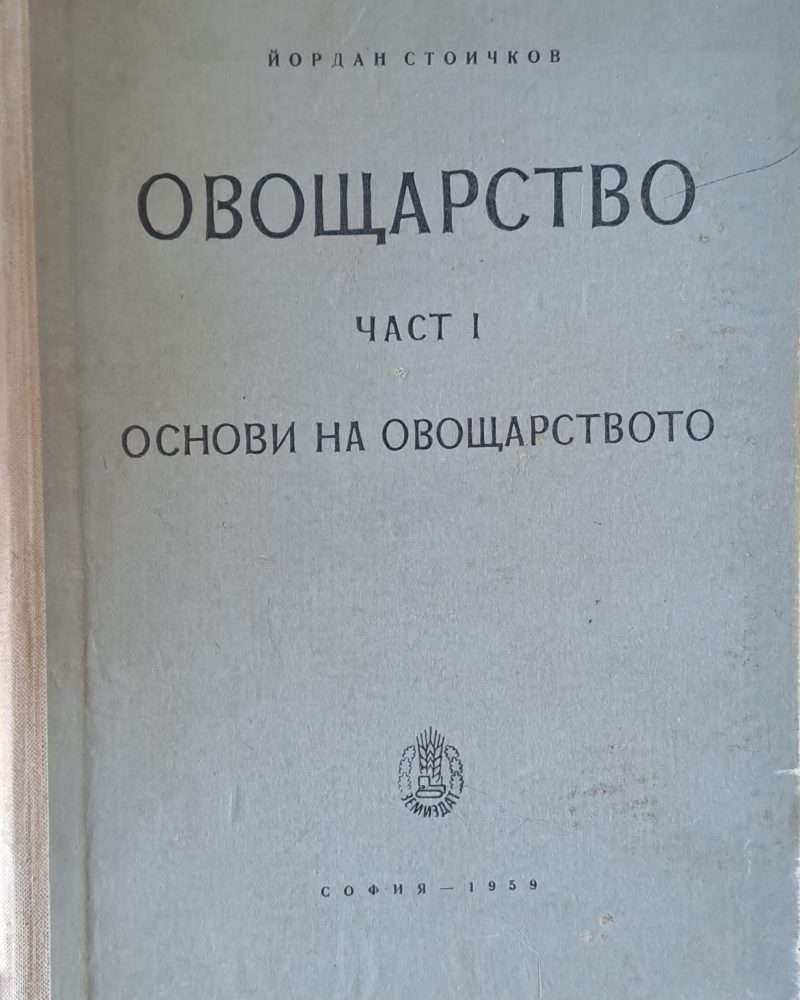 ЙОРДАН СТОИЧКОВ
ОВОЩАРСТВО
ЧАСТ I
ОСНОВИ НА ОВОЩАРСТВОТО
ЗЕМИЗДАТ
СОФИЯ — 1959